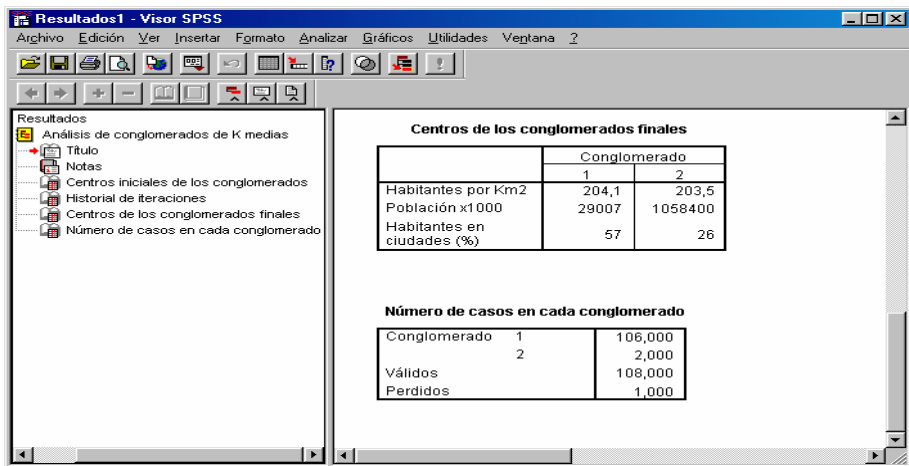 Resultados1 - Visor SPSS
Archivo Edición Ver Insertar Formato Analizar Gráficos Utilidades Ventana ?
Resultados
Análisis de conglomerados de K medias
Título
Notas
Centros iniciales de los conglomerados
Historial de iteraciones
Centros de los conglomerados finales
Número de casos en cada conglomerado
Centros de los conglomerados finales
Conglomerado
1 2
Habitantes por Km2 204,1 203,5
Población x1000 29007 1058400
Habitantes en
ciudades (%) 57 26
Número de casos en cada conglomerado
Conglomerado 1 106,000
2 2,000
Válidos 108,000
Perdidos 1,000